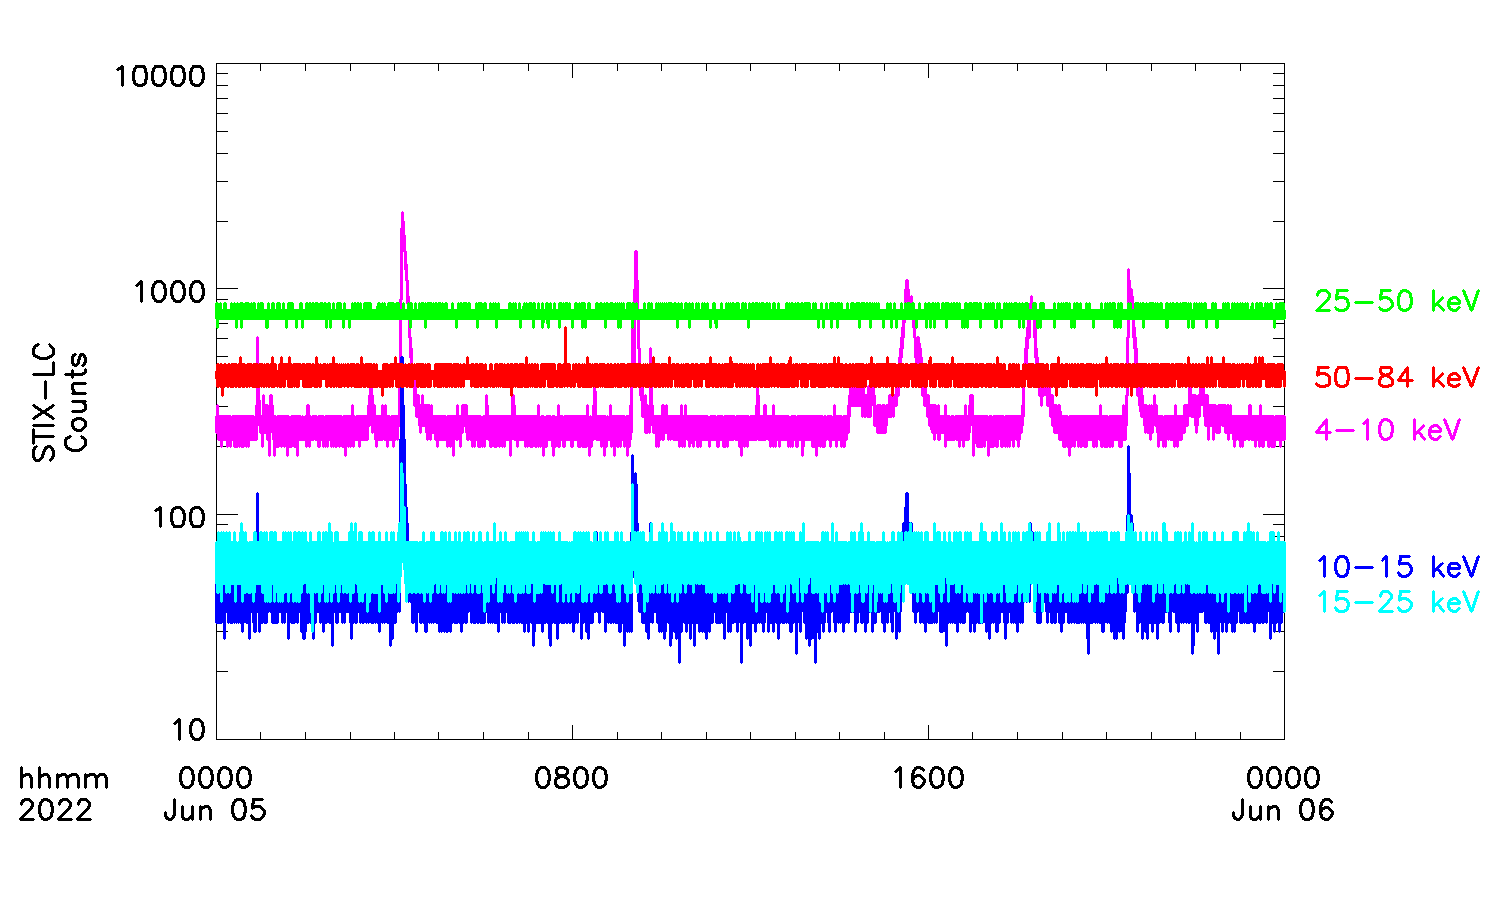 10000
1000
100
10
STIX-LC
Counts
25-50 keV
50-84 keV
4-10 keV
10-15 keV
15-25 keV
hhmm 0000 0800 1600 0000
2022 Jun 05 Jun 06